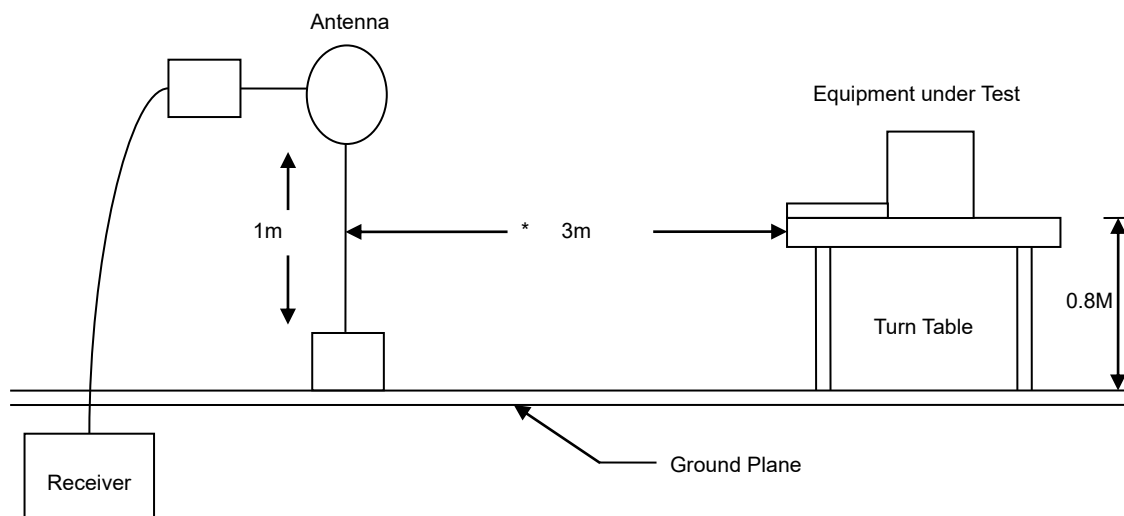 Antenna
Equipment under Test
1m
* 3m
0.8M
Turn Table
Ground Plane
Receiver